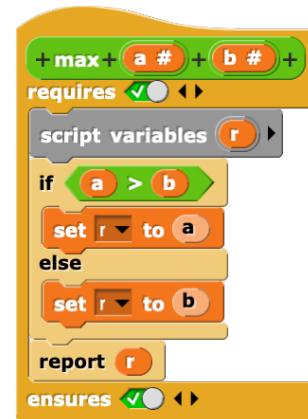 + max + a # + b # +
requires
script variables r
if a > b
set r to a
else
set r to b
report r
ensures